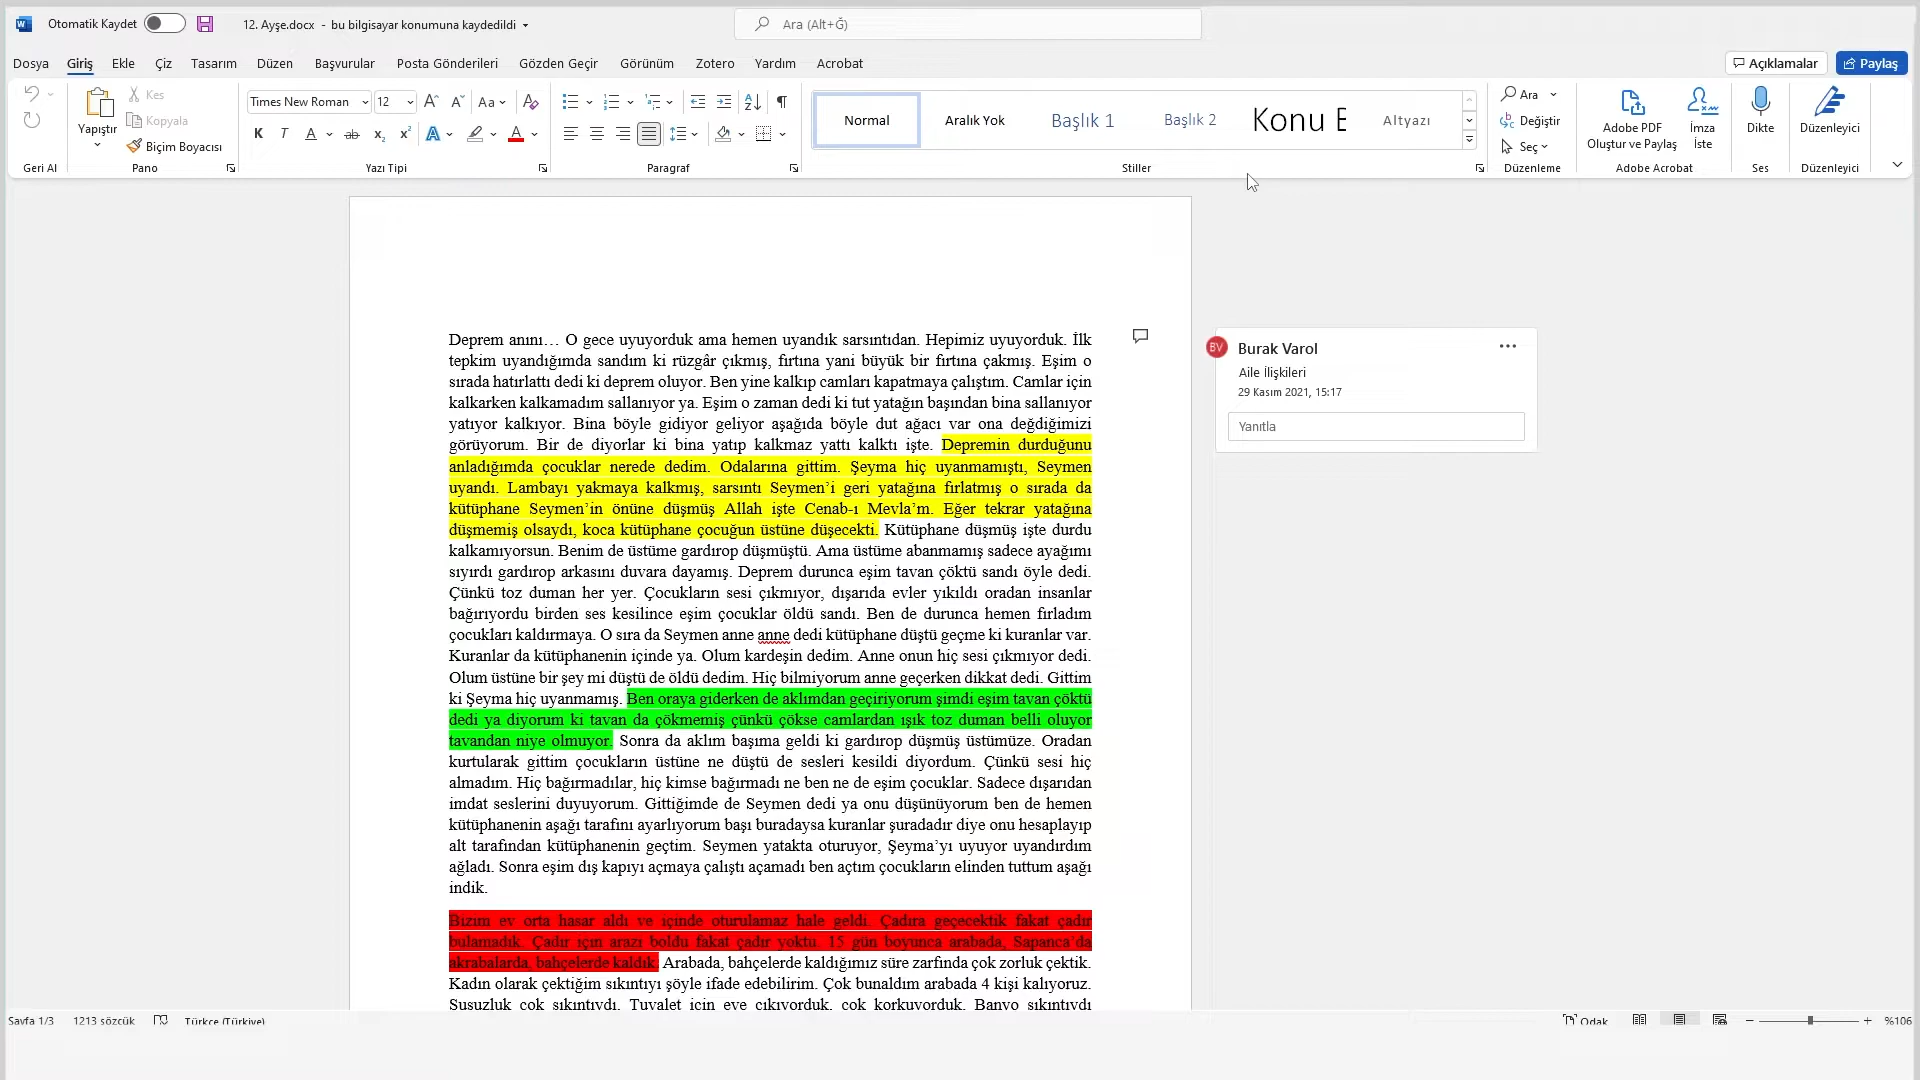 Otomatik Kaydet
12. Ayşe.docx - bu bilgisayar konumuna kaydedildi
Ara (Alt+Ğ)
Dosya Giriş Ekle Çiz Tasarım Düzen Başvurular Posta Gönderileri Gözden Geçir Görünüm Zotero Yardım Acrobat
Açıklamalar
Paylaş
Yapıştır
Kes
Kopyala
Biçim Boyacısı
Times New Roman
12
Normal
Aralık Yok
Başlık 1
Başlık 2
Konu E
Altyazı
Ara
Değiştir
Seç
Adobe PDF
Oluştur ve Paylaş
İmza
İste
Dikte
Düzenleyici
Geri Al
Pano
Yazı Tipi
Paragraf
Stiller
Düzenleme
Adobe Acrobat
Ses
Düzenleyici
Deprem anını… O gece uyuyorduk ama hemen uyandık sarsıntıdan. Hepimiz uyuyorduk. İlk
tepkim uyandığımda sandım ki rüzgâr çıkmış, fırtına yani büyük bir fırtına çakmış. Eşim o
sırada hatırlattı dedi ki deprem oluyor. Ben yine kalkıp camları kapatmaya çalıştım. Camlar için
kalkarken kalkamadım sallanıyor ya. Eşim o zaman dedi ki tut yatağın başından bina sallanıyor
yatıyor kalkıyor. Bina böyle gidiyor geliyor aşağıda böyle dut ağacı var ona değdiğimizi
görüyorum. Bir de diyorlar ki bina yatıp kalkmaz yattı kalktı işte. Depremin durduğunu
anladığımda çocuklar nerede dedim. Odalarına gittim. Şeyma hiç uyanmamıştı, Seymen
uyandı. Lambayı yakmaya kalkmış, sarsıntı Seymen’i geri yatağına fırlatmış o sırada da
kütüphane Seymen’in önüne düşmüş Allah işte Cenab-ı Mevla’m. Eğer tekrar yatağına
düşmemiş olsaydı, koca kütüphane çocuğun üstüne düşecekti. Kütüphane düşmüş işte durdu
kalkamıyorsun. Benim de üstüme gardırop düşmüştü. Ama üstüme abanmamış sadece ayağımı
sıyırdı gardırop arkasını duvara dayamış. Deprem durunca eşim tavan çöktü sandı öyle dedi.
Çünkü toz duman her yer. Çocukların sesi çıkmıyor, dışarıda evler yıkıldı oradan insanlar
bağırıyordu birden ses kesilince eşim çocuklar öldü sandı. Ben de durunca hemen fırladım
çocukları kaldırmaya. O sıra da Seymen anne anne dedi kütüphane düştü geçme ki kuranlar var.
Kuranlar da kütüphanenin içinde ya. Olum kardeşin dedim. Anne onun hiç sesi çıkmıyor dedi.
Olum üstüne bir şey mi düştü de öldü dedim. Hiç bilmiyorum anne geçerken dikkat dedi. Gittim
ki Şeyma hiç uyanmamış. Ben oraya giderken de aklımdan geçiriyorum şimdi eşim tavan çöktü
dedi ya diyorum ki tavan da çökmemiş çünkü çökse camlardan ışık toz duman belli oluyor
tavandan niye olmuyor. Sonra da aklım başıma geldi ki gardırop düşmüş üstümüze. Oradan
kurtularak gittim çocukların üstüne ne düştü de sesleri kesildi diyordum. Çünkü sesi hiç
almadım. Hiç bağırmadılar, hiç kimse bağırmadı ne ben ne de eşim çocuklar. Sadece dışarıdan
imdat seslerini duyuyorum. Gittiğimde de Seymen dedi ya onu düşünüyorum ben de hemen
kütüphanenin aşağı tarafını ayarlıyorum başı buradaysa kuranlar şuradadır diye onu hesaplayıp
alt tarafından kütüphanenin geçtim. Seymen yatakta oturuyor, Şeyma’yı uyuyor uyandırdım
ağladı. Sonra eşim dış kapıyı açmaya çalıştı açamadı ben açtım çocukların elinden tuttum aşağı
indik.
Bizim ev orta hasar aldı ve içinde oturulamaz hale geldi. Çadıra geçecektik fakat çadır
bulamadık. Çadır için arazi boldu fakat çadır yoktu. 15 gün boyunca arabada, Sapanca’da
akrabalarda, bahçelerde kaldık. Arabada, bahçelerde kaldığımız süre zarfında çok zorluk çektik.
Kadın olarak çektiğim sıkıntıyı şöyle ifade edebilirim. Çok bunaldım arabada 4 kişi kalıyoruz.
Susuzluk çok sıkıntıydı. Tuvalet için eve çıkıyorduk, çok korkuyorduk. Banyo sıkıntıydı
BV
Burak Varol
Aile İlişkileri
29 Kasım 2021, 15:17
Yanıtla
Sayfa 1/3 1213 sözcük Türkçe (Türkiye)
Odak
%106